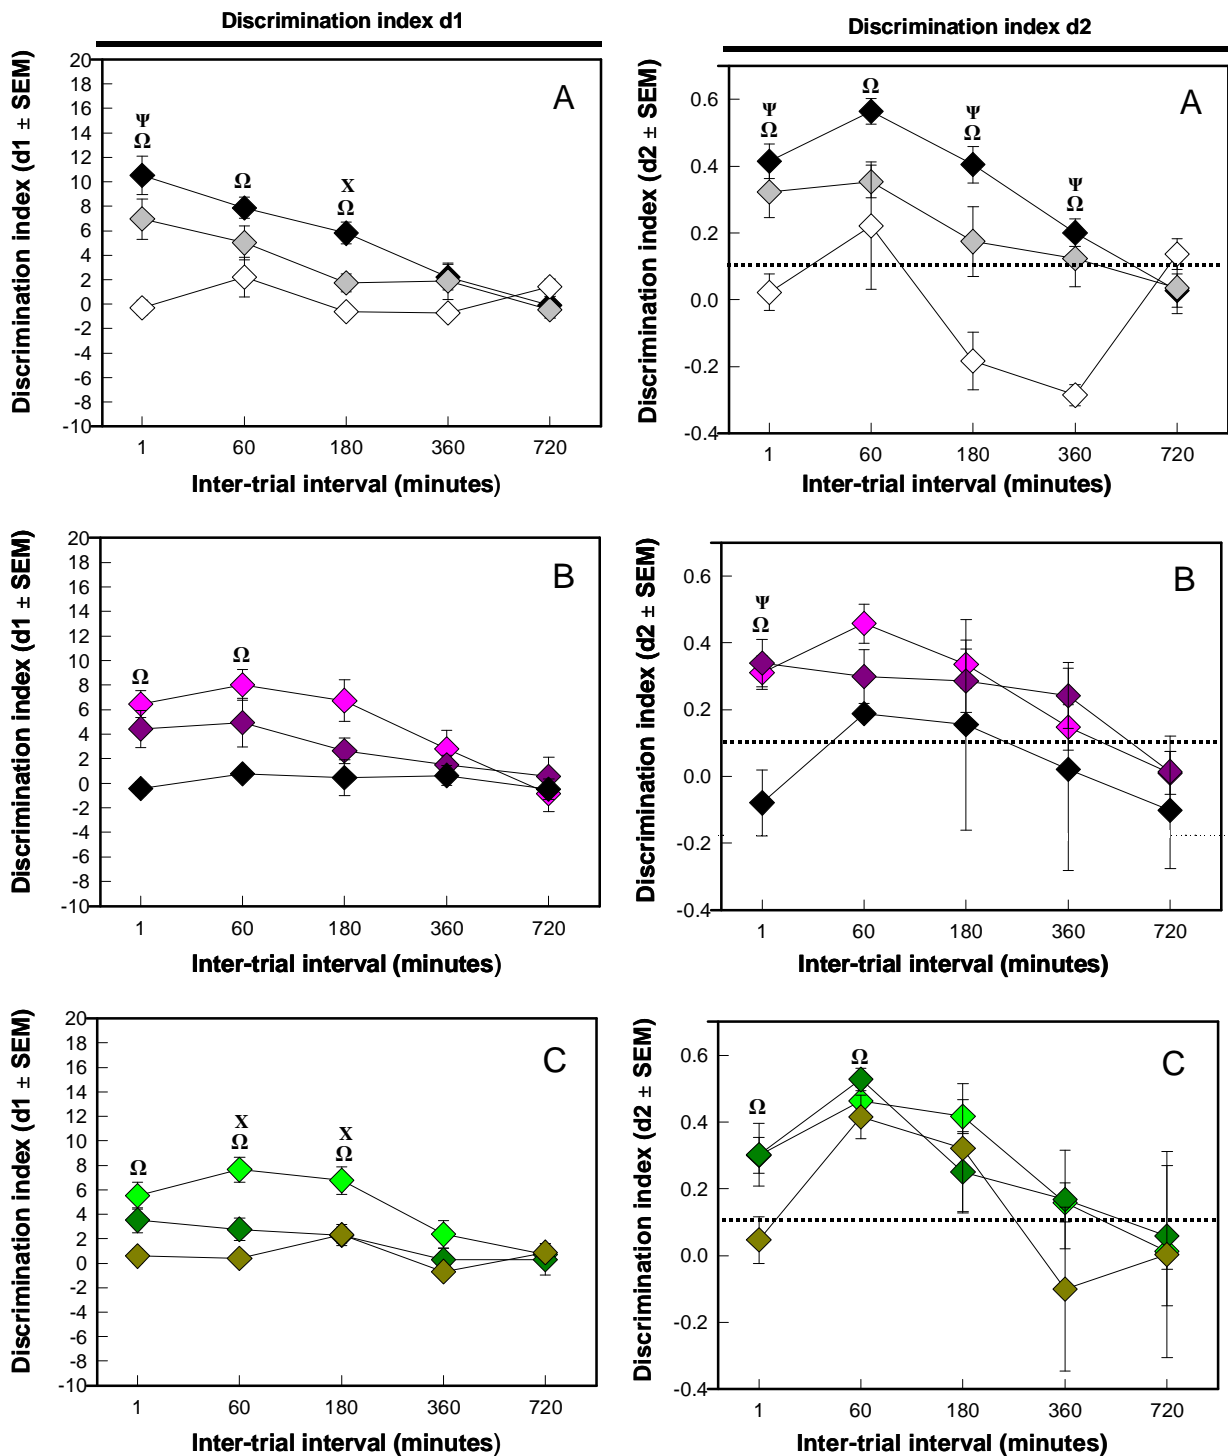 Discrimination index d1
Discrimination index (d1 ± SEM)
20
18
16
14
12
10
8
6
4
2
0
-2
-4
-6
-8
-10
A
Ψ
Ω
Ω
X
Ω
1 60 180 360 720
Inter-trial interval (minutes)
Discrimination index d2
Discrimination index (d2 ± SEM)
0.6
0.4
0.2
0.0
-0.2
-0.4
A
Ψ
Ω
Ω
Ψ
Ω
Ψ
Ω
1 60 180 360 720
Inter-trial interval (minutes)
Discrimination index (d1 ± SEM)
20
18
16
14
12
10
8
6
4
2
0
-2
-4
-6
-8
-10
B
Ω
Ω
1 60 180 360 720
Inter-trial interval (minutes)
Discrimination index (d2 ± SEM)
0.6
0.4
0.2
0.0
-0.2
-0.4
B
Ψ
Ω
1 60 180 360 720
Inter-trial interval (minutes)
Discrimination index (d1 ± SEM)
20
18
16
14
12
10
8
6
4
2
0
-2
-4
-6
-8
-10
C
Ω
X
Ω
X
Ω
1 60 180 360 720
Inter-trial interval (minutes)
Discrimination index (d2 ± SEM)
0.6
0.4
0.2
0.0
-0.2
-0.4
C
Ω
Ω
1 60 180 360 720
Inter-trial interval (minutes)